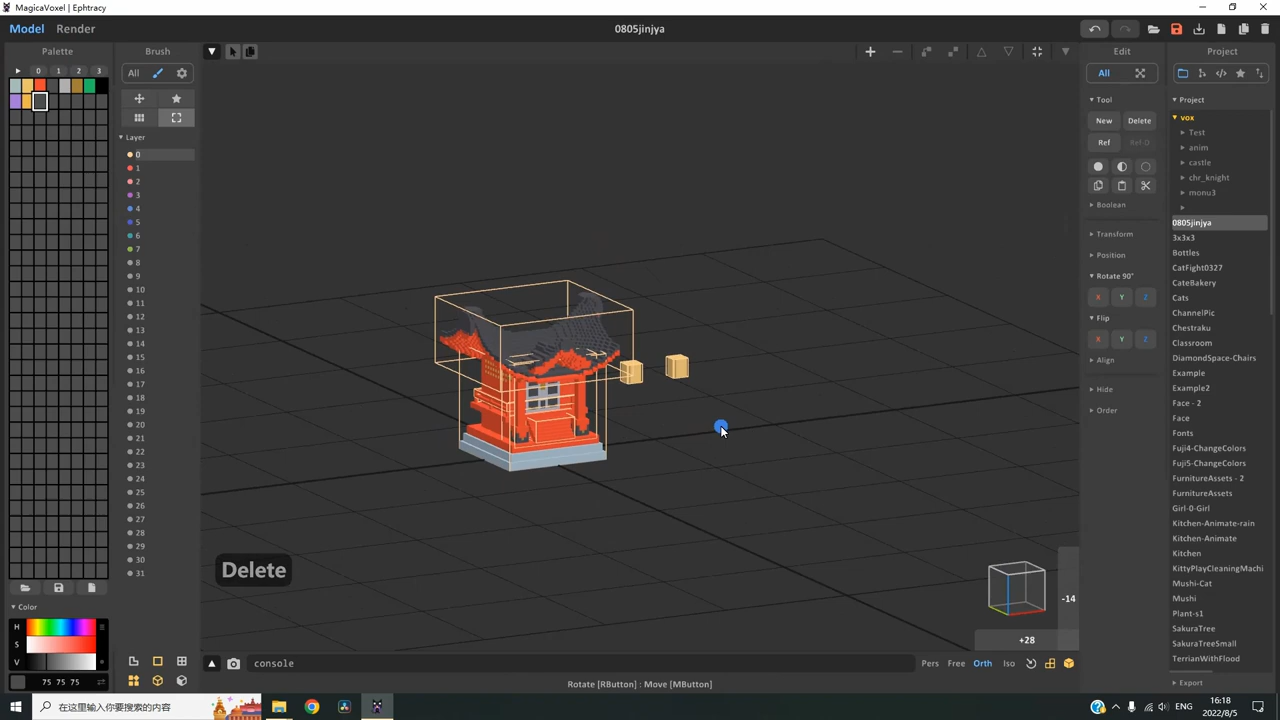 MagicaVoxel | Ephtracy
Model Render
0805jinjya
Palette
0 1 2 3
Color
H
S
V
75 75 75
Brush
All
Layer
0
1
2
3
4
5
6
7
8
9
10
11
12
13
14
15
16
17
18
19
20
21
22
23
24
25
26
27
28
29
30
31
Delete
-14
+28
console
Pers Free Orth Iso
Rotate [RButton] : Move [MButton]
Edit
All
Tool
New Delete
Ref Ref-D
Boolean
Transform
Position
Rotate 90°
X Y Z
Flip
X Y Z
Align
Hide
Order
Project
Project
vox
Test
anim
castle
chr_knight
monu3
0805jinjya
3x3x3
Bottles
CatFight0327
CateBakery
Cats
ChannelPic
Chestraku
Classroom
DiamondSpace-Chairs
Example
Example2
Face - 2
Face
Fonts
Fuji4-ChangeColors
Fuji5-ChangeColors
FurnitureAssets - 2
FurnitureAssets
Girl-0-Girl
Kitchen-Animate-rain
Kitchen-Animate
Kitchen
KittyPlayCleaningMachi
Mushi-Cat
Mushi
Plant-s1
SakuraTree
SakuraTreeSmall
TerrianWithFlood
Export
在这里输入你要搜索的内容
ENG
16:18
2022/8/5